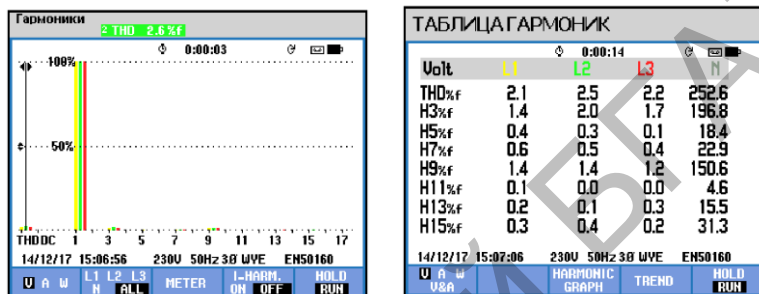 Гармоники
2 THD 2.6%f
0:00:03
100%
50%
THDDC 1 3 5 7 9 11 13 15 17
14/12/17 15:06:56 230V 50Hz 3Ø WYE EN50160
U A W L1 L2 L3 N ALL METER I-HARM. ON OFF HOLD RUN
ТАБЛИЦА ГАРМОНИК
0:00:14
Volt L1 L2 L3 N
THD%f 2.1 2.5 2.2 252.6
H3%f 1.4 2.0 1.7 196.8
H5%f 0.4 0.3 0.1 18.4
H7%f 0.6 0.5 0.4 22.9
H9%f 1.4 1.4 1.2 150.6
H11%f 0.1 0.0 0.0 4.6
H13%f 0.2 0.1 0.3 15.5
H15%f 0.3 0.4 0.2 31.3
14/12/17 15:07:06 230V 50Hz 3Ø WYE EN50160
U A W V&A HARMONIC GRAPH TREND HOLD RUN
Й БГА